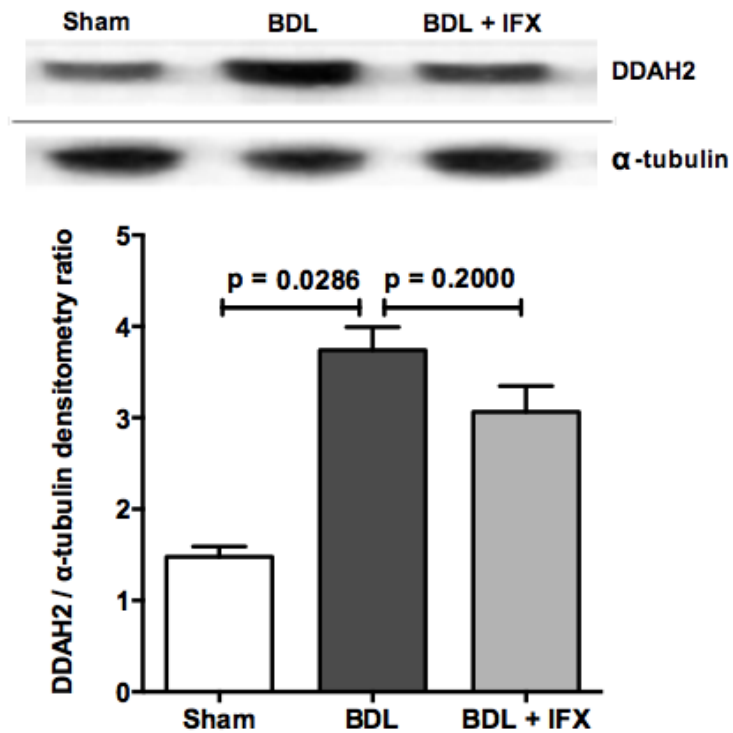 Sham BDL BDL + IFX
DDAH2
α-tubulin
DDAH2 / α-tubulin densitometry ratio
5
p = 0.0286 p = 0.2000
4
3
2
1
0
Sham BDL BDL + IFX